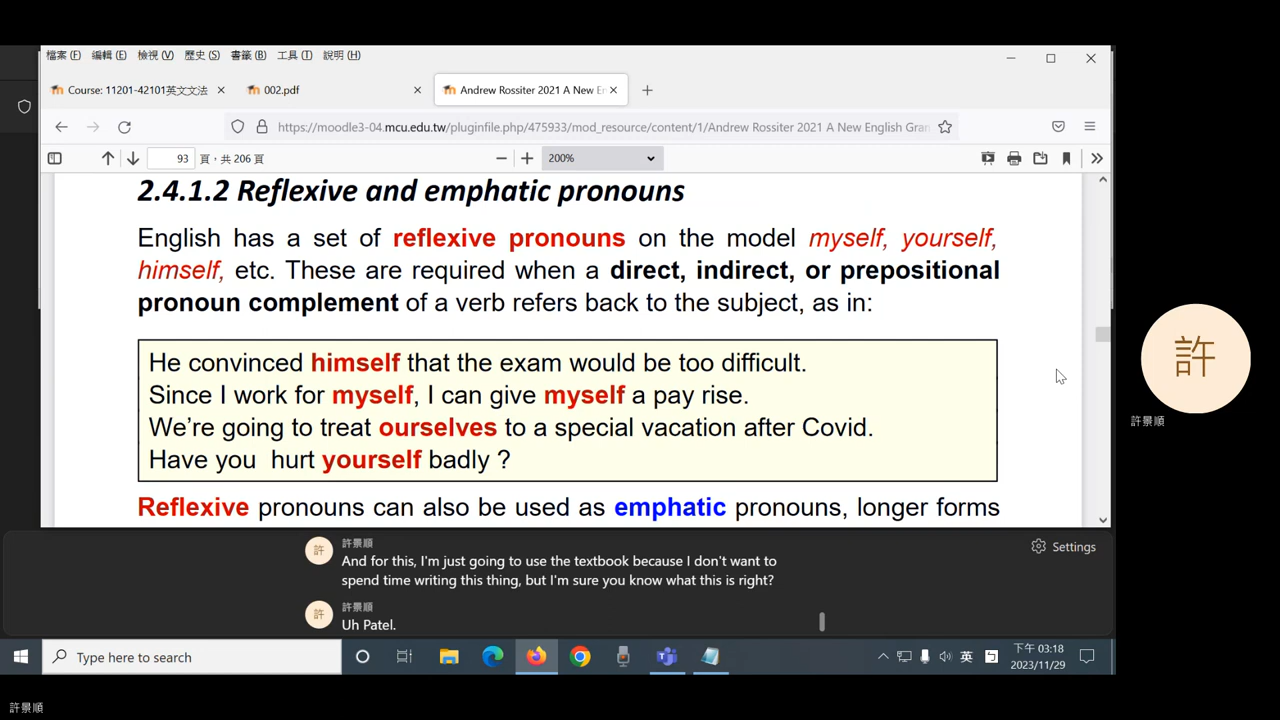 檔案 (F) 編輯(E) 檢視(V) 歷史(S) 書籤(B) 工具(T) 說明(H)
Course: 11201-42101英文文法
002.pdf
Andrew Rossiter 2021 A New En
https://moodle3-04.mcu.edu.tw/pluginfile.php/475933/mod_resource/content/1/Andrew Rossiter 2021 A New English Gran
93 頁，共 206 頁
200%
2.4.1.2 Reflexive and emphatic pronouns
English has a set of reflexive pronouns on the model myself, yourself,
himself, etc. These are required when a direct, indirect, or prepositional
pronoun complement of a verb refers back to the subject, as in:
He convinced himself that the exam would be too difficult.
Since I work for myself, I can give myself a pay rise.
We’re going to treat ourselves to a special vacation after Covid.
Have you hurt yourself badly ?
Reflexive pronouns can also be used as emphatic pronouns, longer forms
許
許景順
許
許景順
And for this, I'm just going to use the textbook because I don't want to
spend time writing this thing, but I'm sure you know what this is right?
許
許景順
Uh Patel.
Settings
Type here to search
英
下午 03:18
2023/11/29
許景順